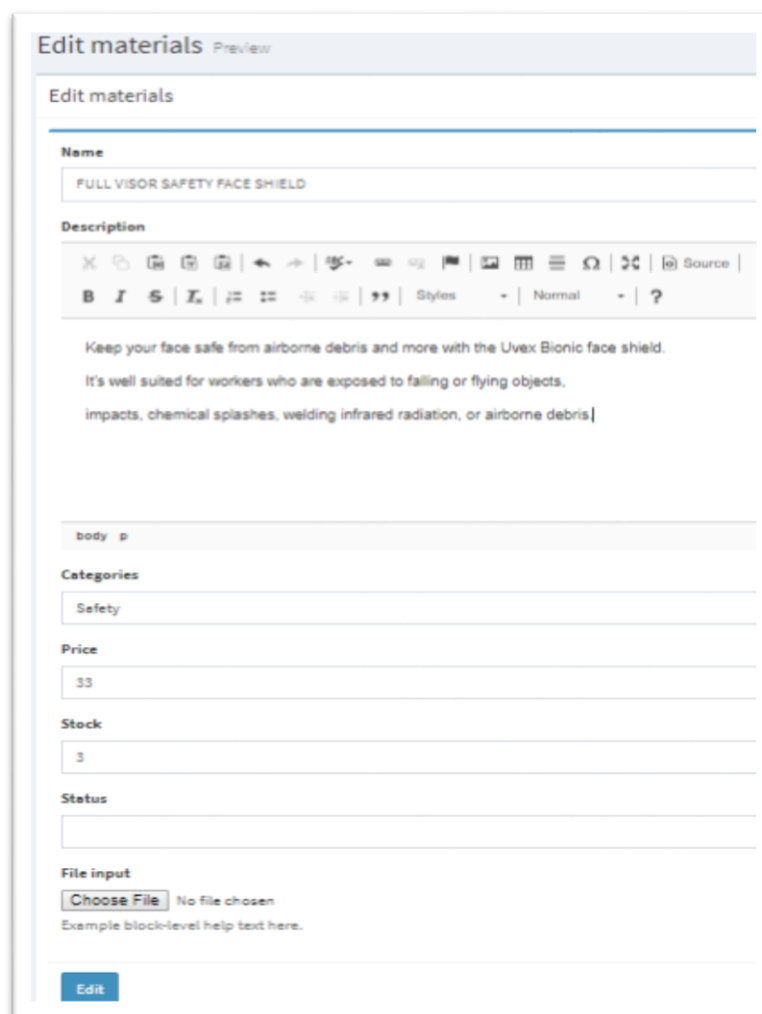 Edit materials Preview
Edit materials
Name
FULL VISOR SAFETY FACE SHIELD
Description
Source
B I S Ix Styles Normal ?
Keep your face safe from airborne debris and more with the Uvex Bionic face shield.
It's well suited for workers who are exposed to falling or flying objects,
impacts, chemical splashes, welding infrared radiation, or airborne debris.
body p
Categories
Safety
Price
33
Stock
3
Status
File input
Choose File No file chosen
Example block-level help text here.
Edit